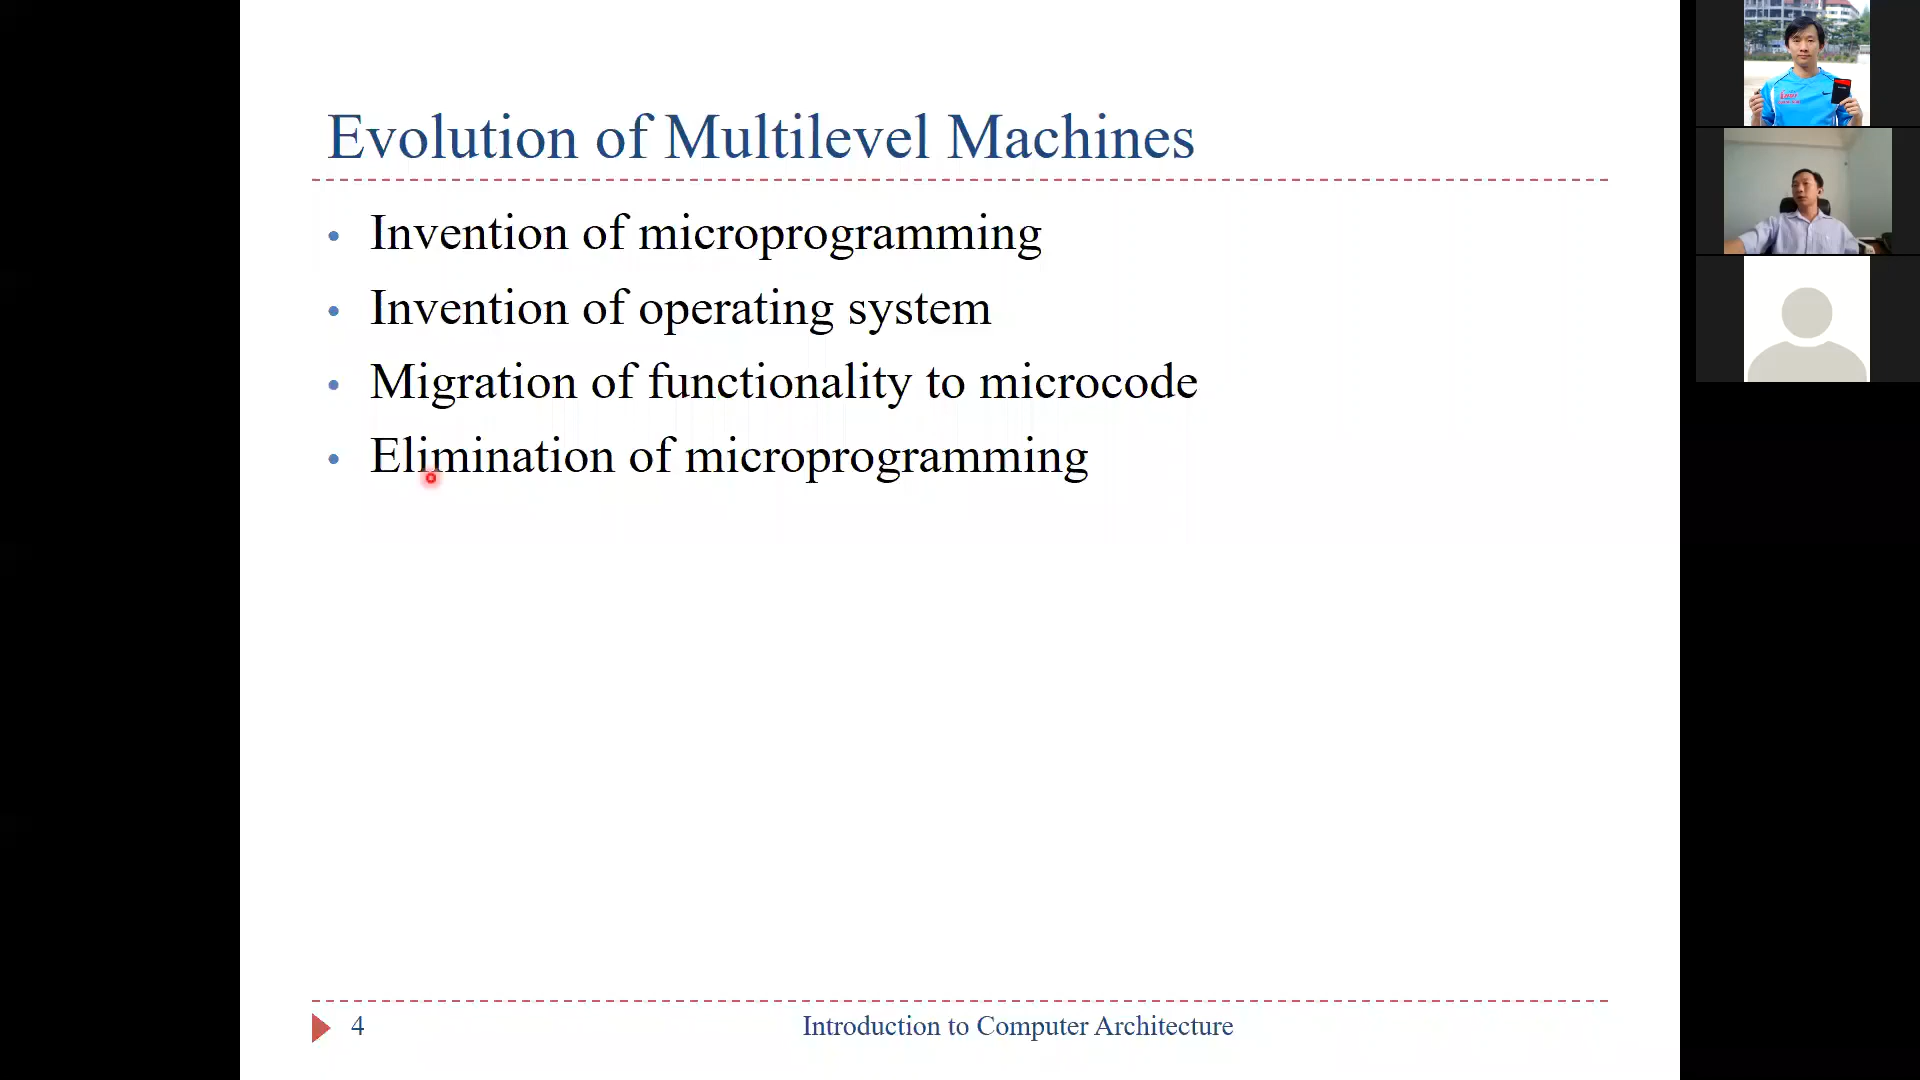 Evolution of Multilevel Machines
• Invention of microprogramming
• Invention of operating system
• Migration of functionality to microcode
• Elimination of microprogramming
4
Introduction to Computer Architecture